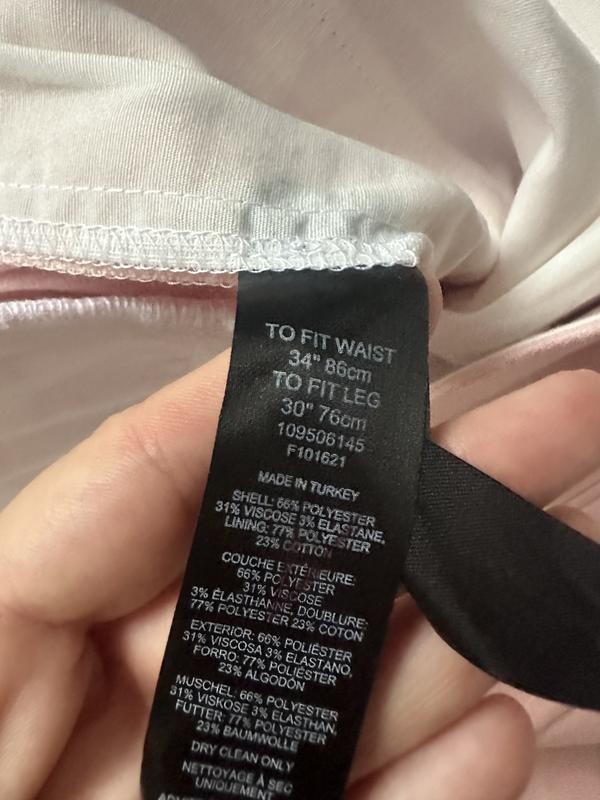 TO FIT WAIST
34" 86cm
TO FIT LEG
30" 76cm
109506145
F101621
MADE IN TURKEY
SHELL: 66% POLYESTER
31% VISCOSE 3% ELASTANE,
LINING: 77% POLYESTER
23% COTTON
COUCHE EXTÉRIEURE:
66% POLYESTER
31% VISCOSE
3% ÉLASTHANNE, DOUBLURE:
77% POLYESTER 23% COTON
EXTERIOR: 66% POLIÉSTER
31% VISCOSA 3% ELASTANO,
FORRO: 77% POLIÉSTER
23% ALGODÓN
MUSCHEL: 66% POLYESTER
31% VISKOSE 3% ELASTHAN,
FUTTER: 77% POLYESTER
23% BAUMWOLLE
DRY CLEAN ONLY
NETTOYAGE À SEC
UNIQUEMENT